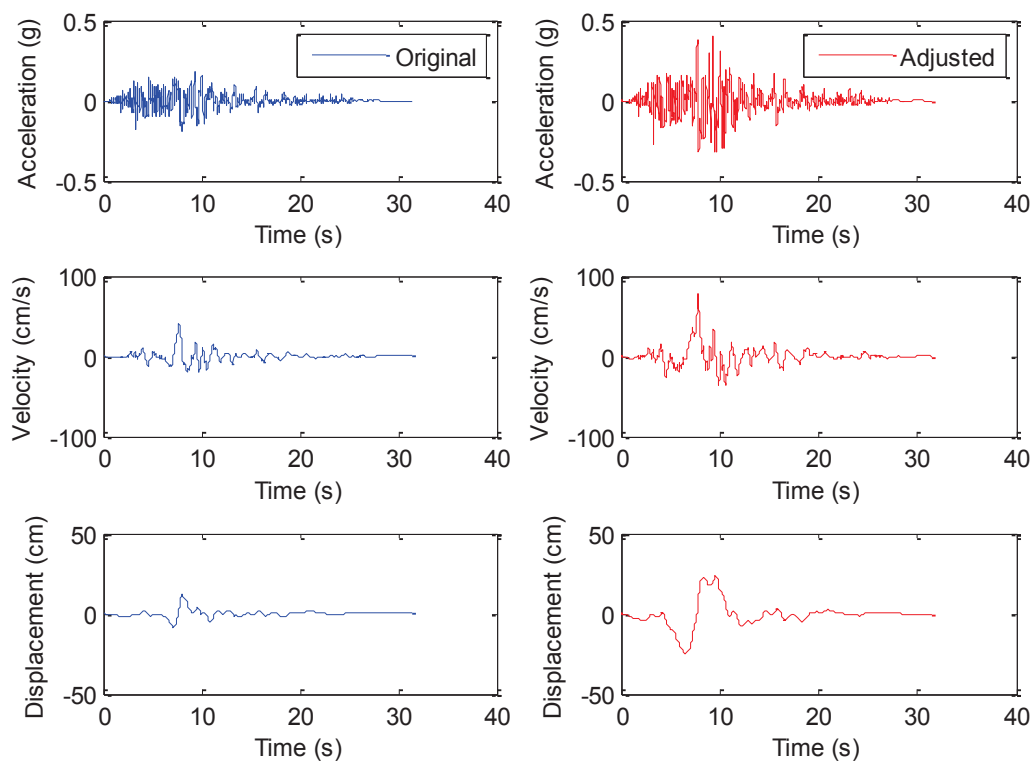 0.5
0
-0.5
Acceleration (g)
Original
0 10 20 30 40
Time (s)
0.5
0
-0.5
Acceleration (g)
Adjusted
0 10 20 30 40
Time (s)
100
0
-100
Velocity (cm/s)
0 10 20 30 40
Time (s)
100
0
-100
Velocity (cm/s)
0 10 20 30 40
Time (s)
50
0
-50
Displacement (cm)
0 10 20 30 40
Time (s)
50
0
-50
Displacement (cm)
0 10 20 30 40
Time (s)